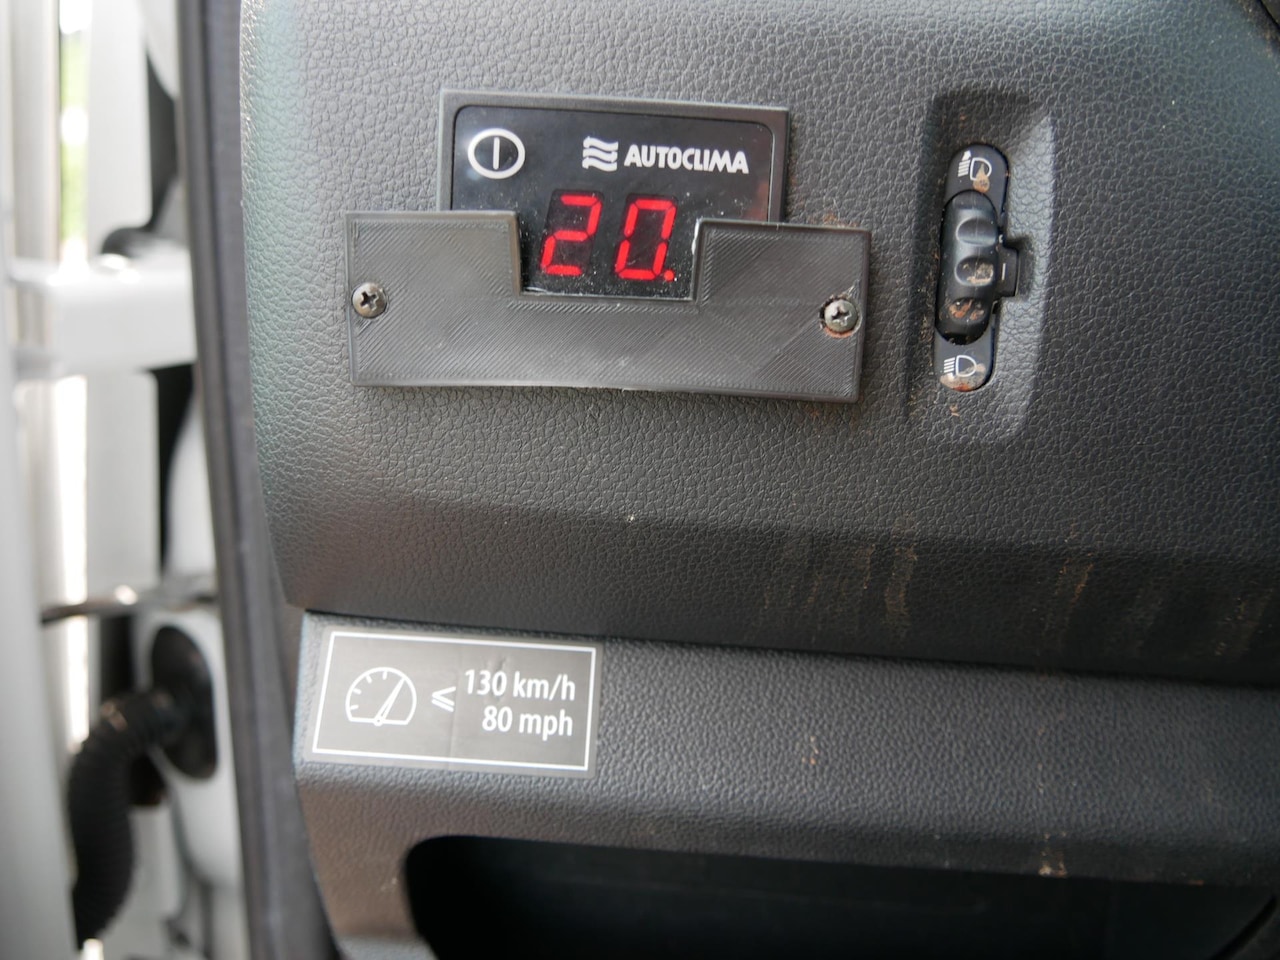 AUTOCLIMA
20.
≤ 130 km/h
80 mph